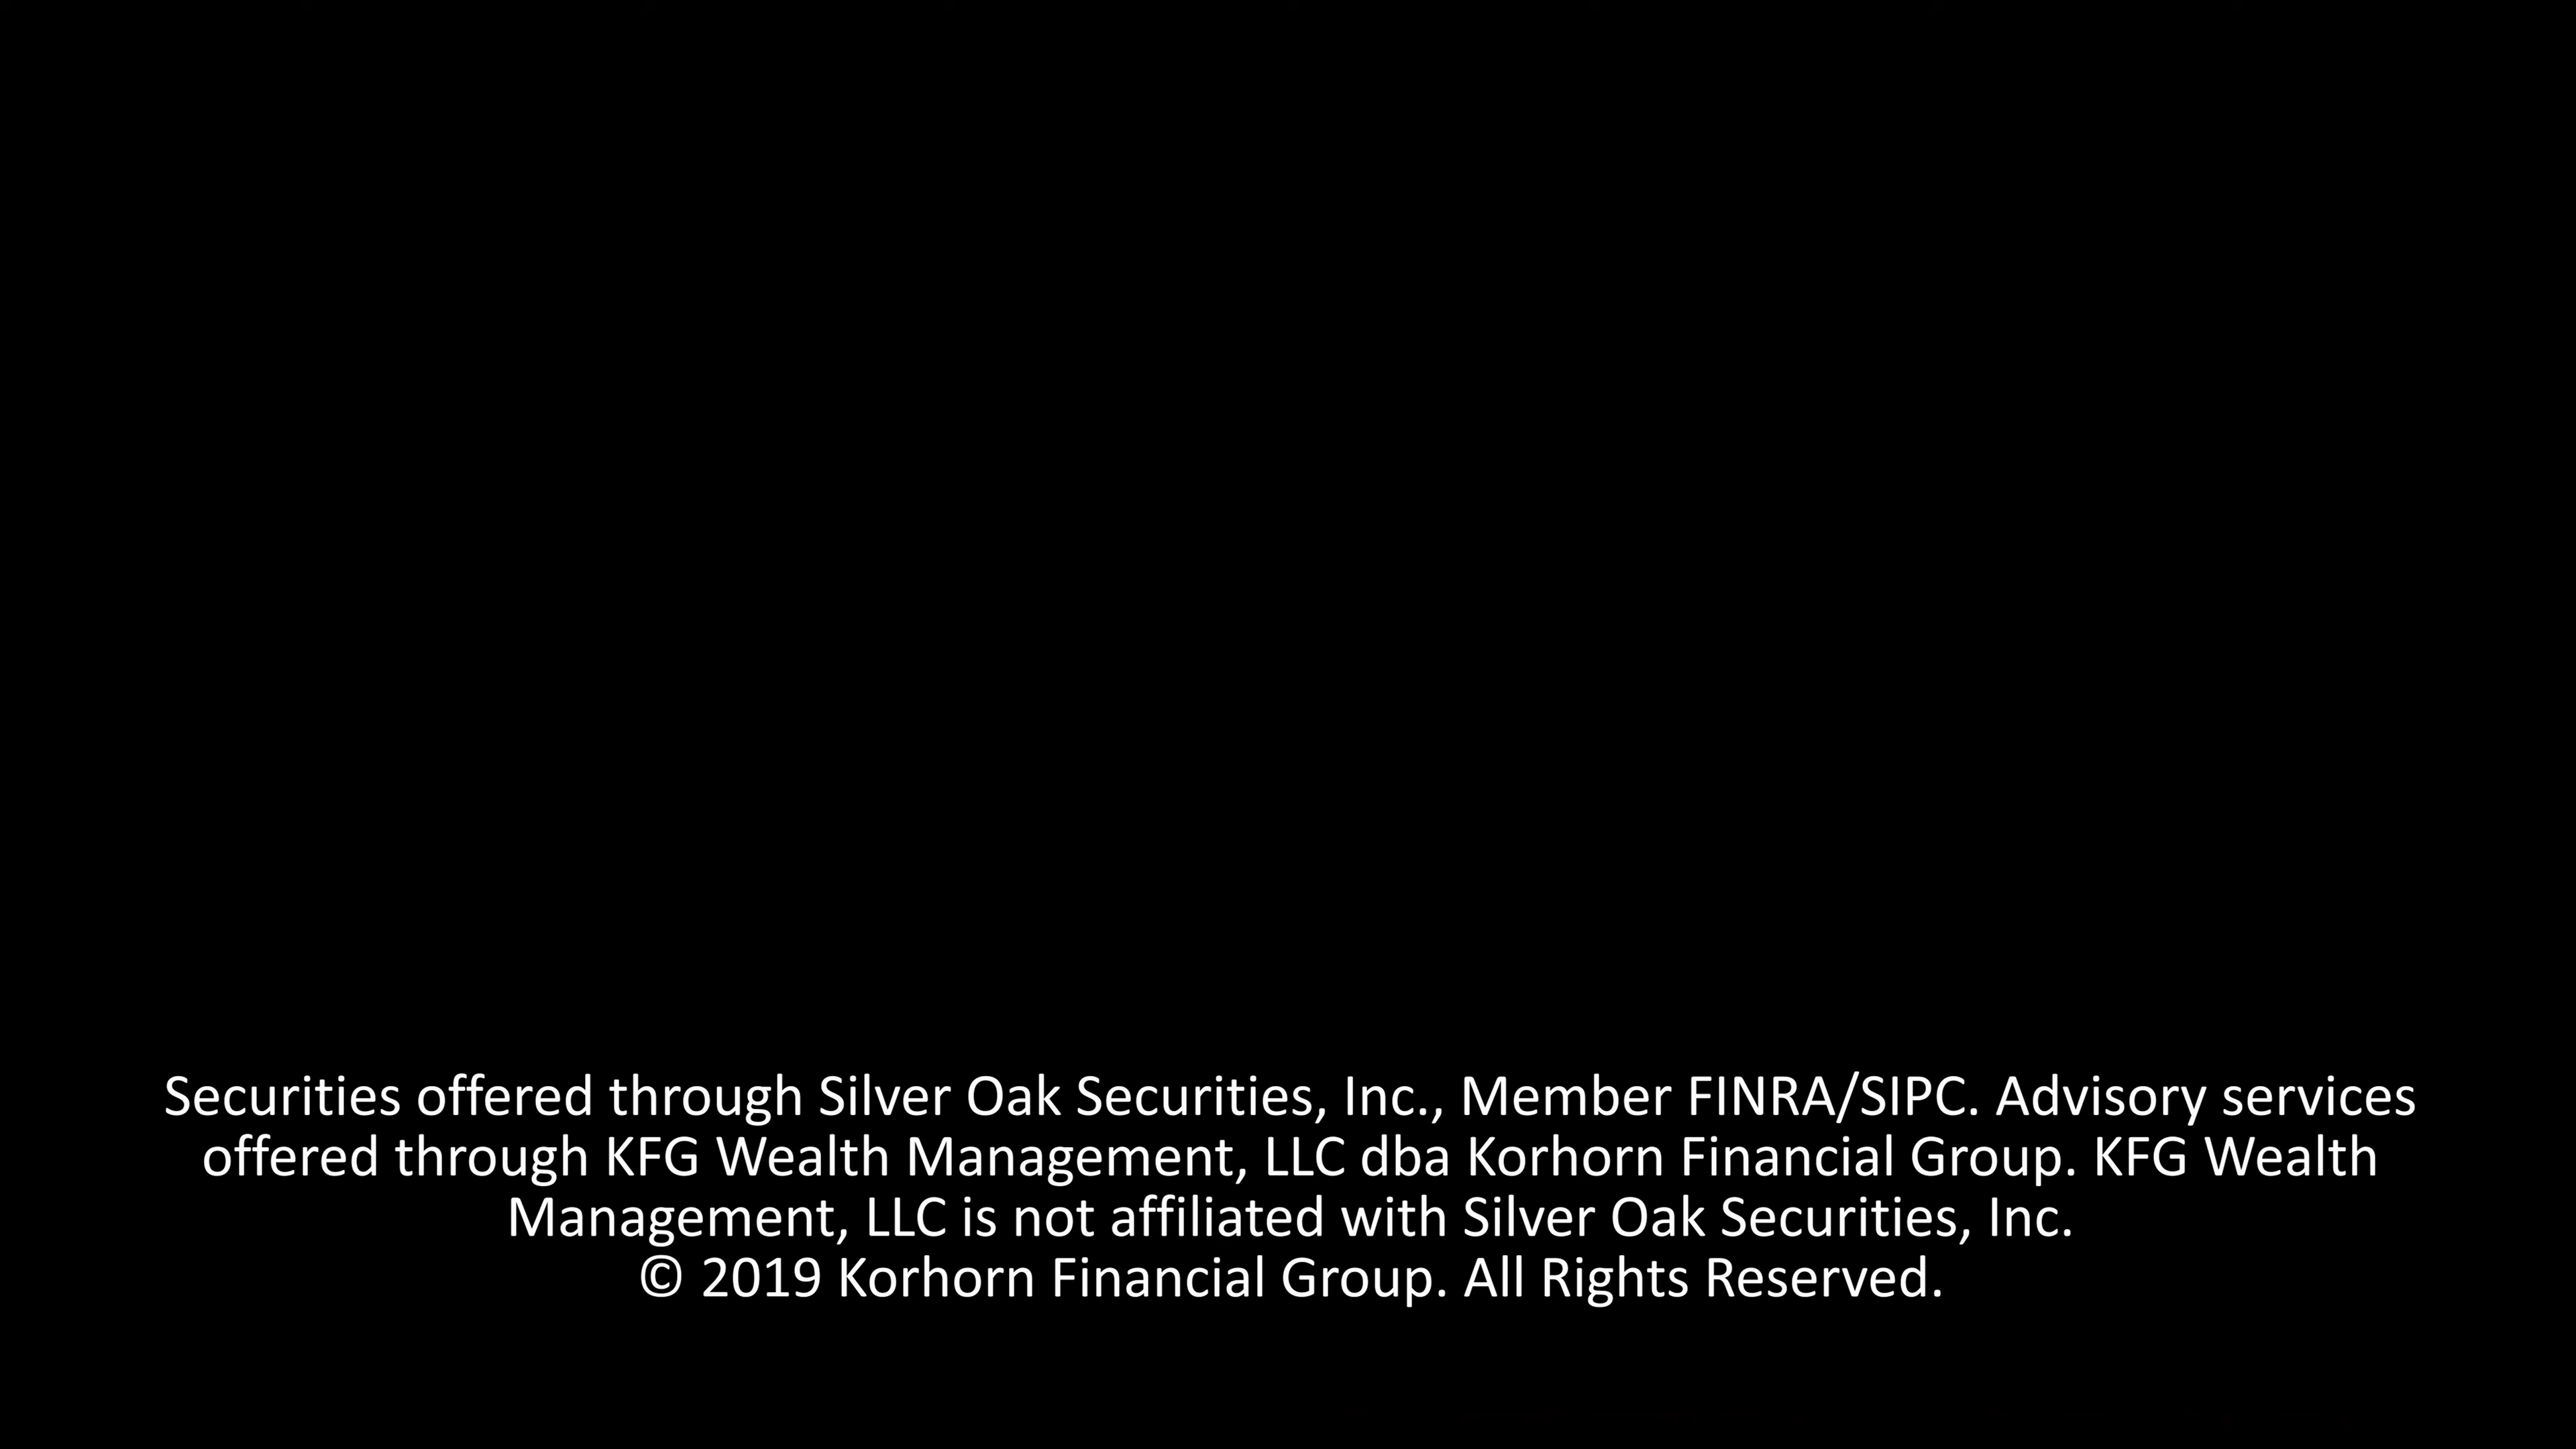 Securities offered through Silver Oak Securities, Inc., Member FINRA/SIPC. Advisory services
offered through KFG Wealth Management, LLC dba Korhorn Financial Group. KFG Wealth
Management, LLC is not affiliated with Silver Oak Securities, Inc.
© 2019 Korhorn Financial Group. All Rights Reserved.